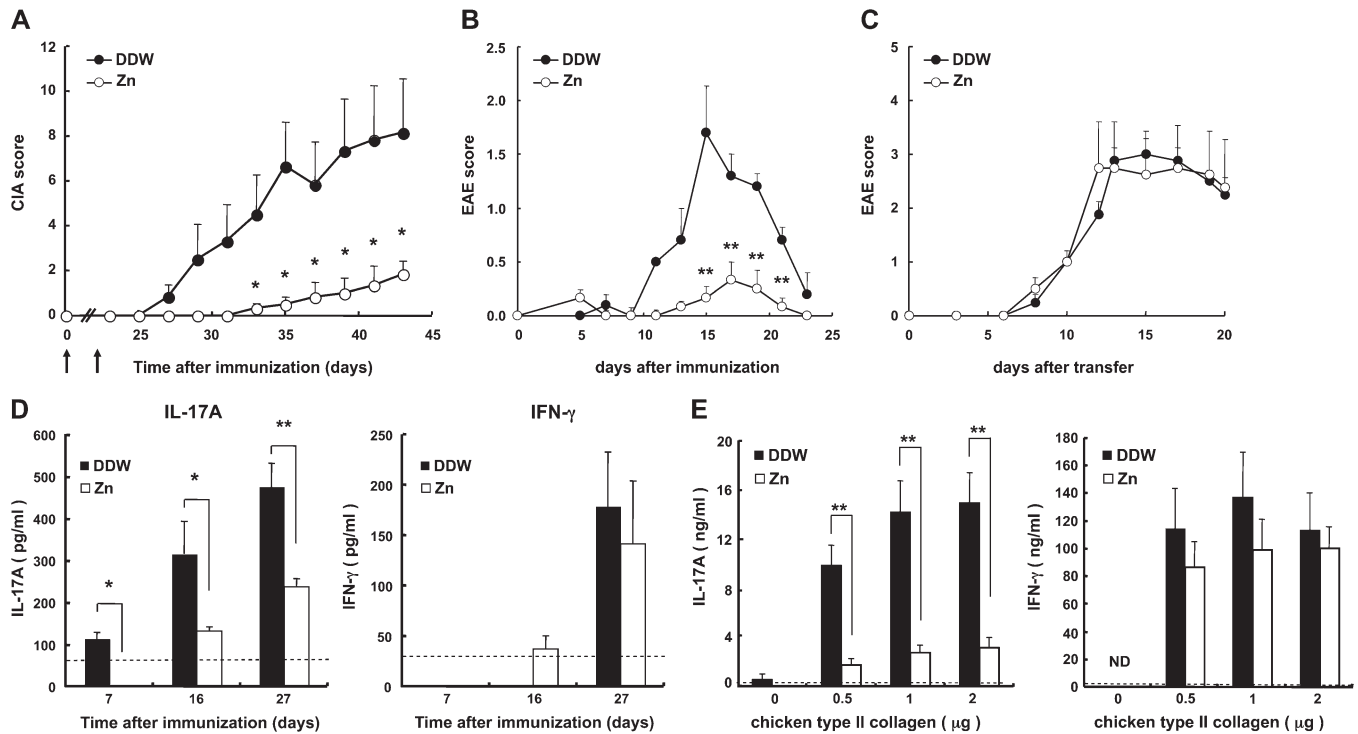 A
12
10
8
6
4
2
0
CIA score
DDW
Zn
* * * * * *
0 25 30 35 40 45
Time after immunization (days)
B
2.5
2.0
1.5
1.0
0.5
0.0
EAE score
DDW
Zn
** ** ** **
0 5 10 15 20 25
days after immunization
C
5
4
3
2
1
0
EAE score
DDW
Zn
0 5 10 15 20
days after transfer
D
IL-17A
600
500
400
300
200
100
0
IL-17A ( pg/ml )
DDW
Zn
* * **
7 16 27
Time after immunization (days)
IFN-γ
250
200
150
100
50
0
IFN-γ ( pg/ml )
7 16 27
Time after immunization (days)
E
20
16
12
8
4
0
IL-17A ( ng/ml )
DDW
Zn
** ** **
0 0.5 1 2
chicken type II collagen ( μg )
180
160
140
120
100
80
60
40
20
0
IFN-γ ( ng/ml )
DDW
Zn
ND
0 0.5 1 2
chicken type II collagen ( μg )